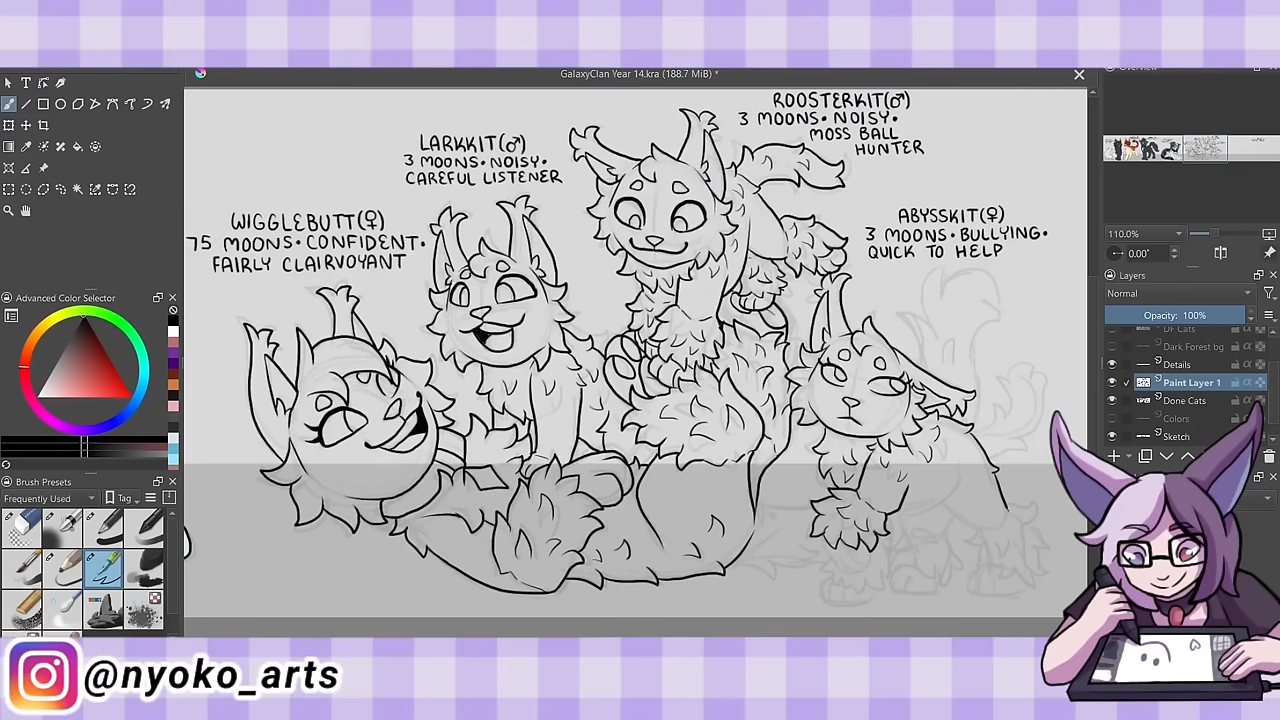 GalaxyClan Year 14.kra (188.7 MiB) *
ROOSTERKIT(♂)
3 MOONS • NOISY •
MOSS BALL
HUNTER
LARKKIT(♂)
3 MOONS • NOISY •
CAREFUL LISTENER
WIGGLEBUTT(♀)
75 MOONS • CONFIDENT •
FAIRLY CLAIRVOYANT
ABYSSKIT(♀)
3 MOONS • BULLYING •
QUICK TO HELP
110.0%
0.00°
Layers
Normal
Opacity: 100%
DF Cats
Dark Forest bg
Details
Paint Layer 1
Done Cats
Colors
Sketch
Advanced Color Selector
Brush Presets
Frequently Used
Tag
@nyoko_arts